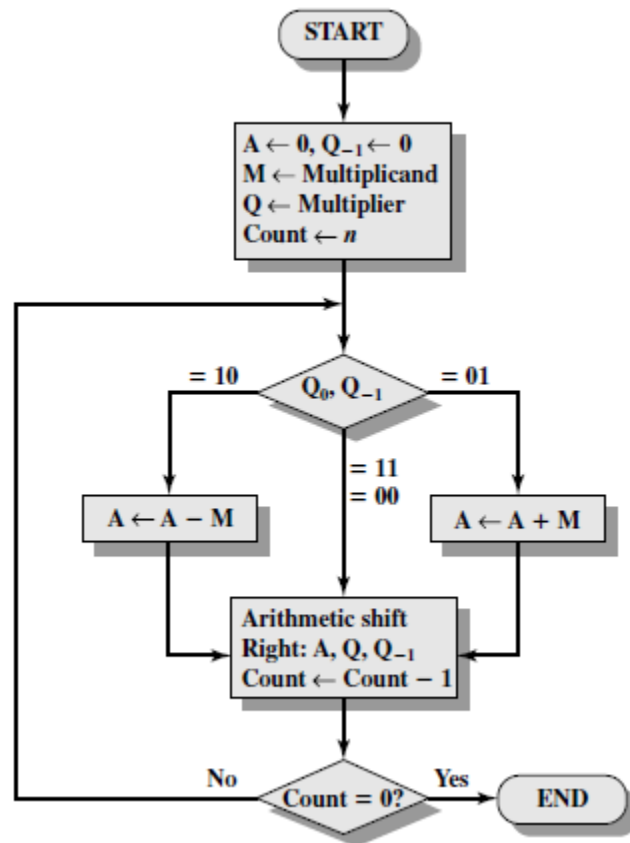 START
A ← 0, Q₋₁ ← 0
M ← Multiplicand
Q ← Multiplier
Count ← n
= 10
Q₀, Q₋₁
= 01
= 11
= 00
A ← A − M
A ← A + M
Arithmetic shift
Right: A, Q, Q₋₁
Count ← Count − 1
No
Count = 0?
Yes
END